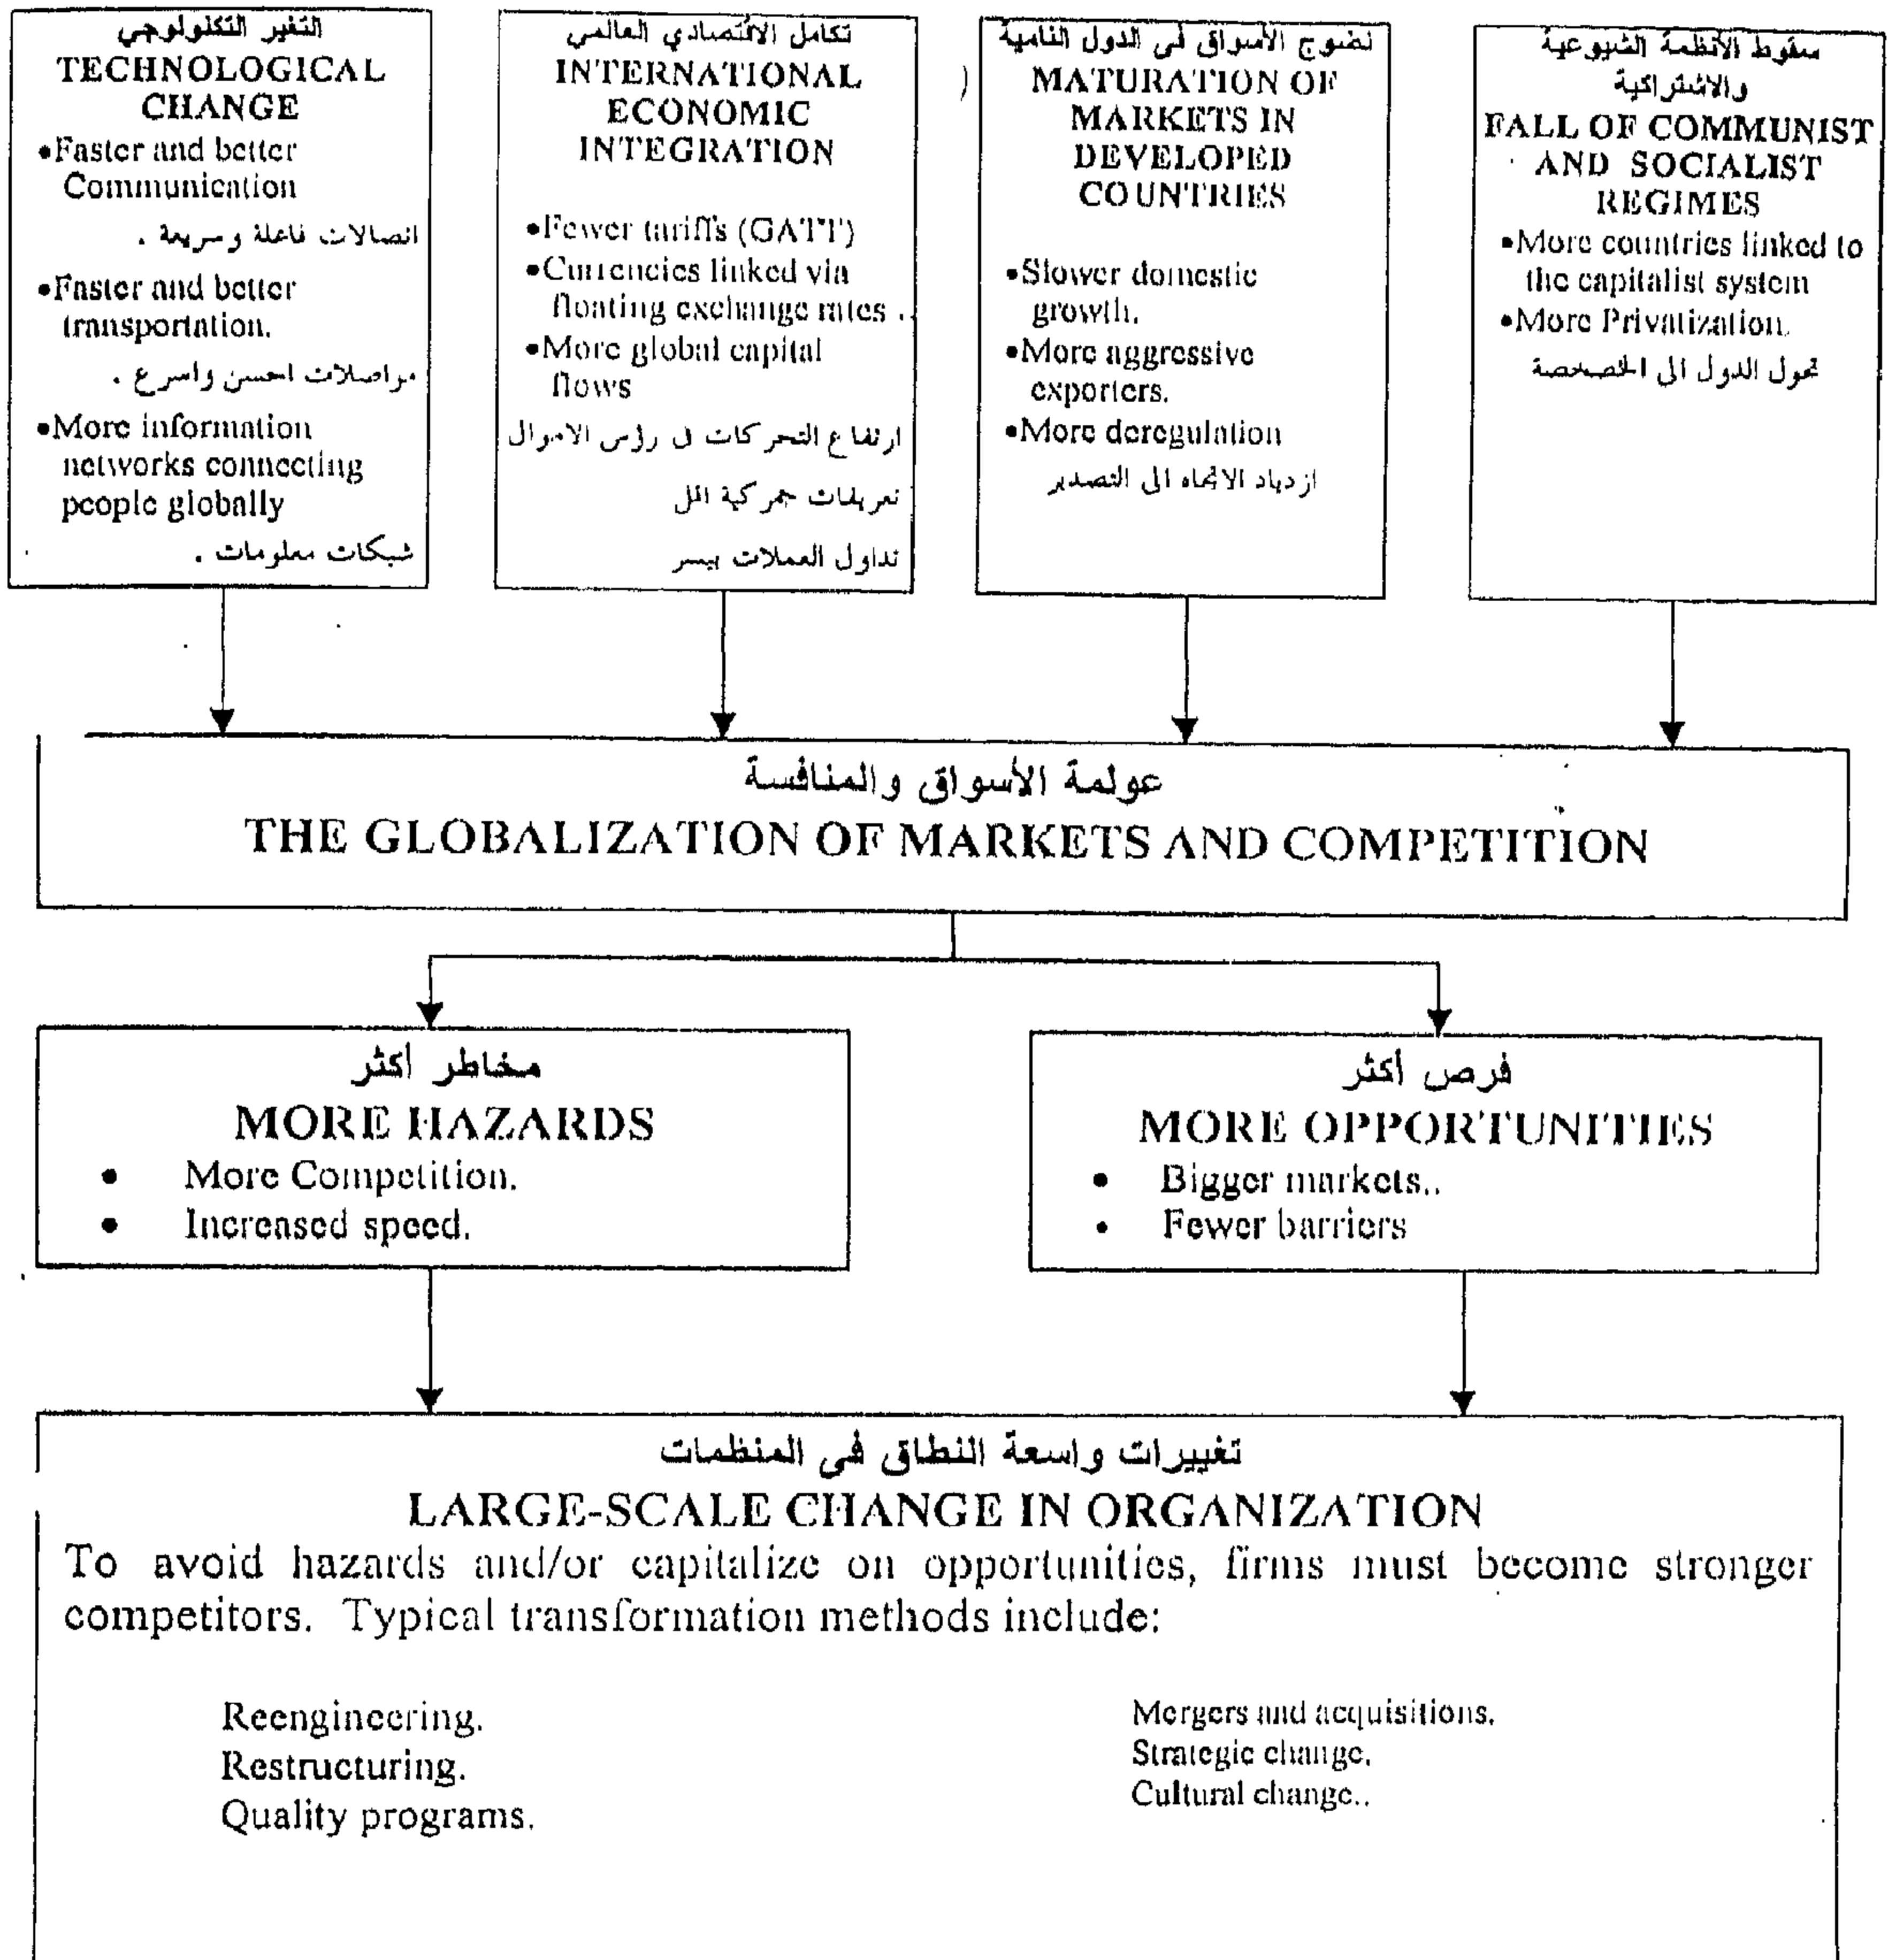 التغير التكنولوجي
TECHNOLOGICAL
CHANGE
•Faster and better
Communication
اتصالات فاعلة وسريعة .
•Faster and better
transportation.
مواصلات احسن واسرع .
•More information
networks connecting
people globally
شبكات معلومات .
تكامل الاقتصادي العالمي
INTERNATIONAL
ECONOMIC
INTEGRATION
•Fewer tariffs (GATT)
•Currencies linked via
floating exchange rates .
•More global capital
flows
ارتفاع التحركات فى رؤس الاموال
تعريفات جمركية اقل
تداول العملات بيسر
)
نضوج الأسواق فى الدول النامية
MATURATION OF
MARKETS IN
DEVELOPED
COUNTRIES
•Slower domestic
growth.
•More aggressive
exporters.
•More deregulation
ازدياد الاتجاه الى التصدير
سقوط الأنظمة الشيوعية
والاشتراكية
FALL OF COMMUNIST
AND SOCIALIST
REGIMES
•More countries linked to
the capitalist system
•More Privatization.
تحول الدول الى الخصخصة
عولمة الأسواق والمنافسة
THE GLOBALIZATION OF MARKETS AND COMPETITION
مخاطر أكثر
MORE HAZARDS
• More Competition.
• Increased speed.
فرص أكثر
MORE OPPORTUNITIES
• Bigger markets..
• Fewer barriers
تغييرات واسعة النطاق فى المنظمات
LARGE-SCALE CHANGE IN ORGANIZATION
To avoid hazards and/or capitalize on opportunities, firms must become stronger
competitors. Typical transformation methods include:
Reengineering.
Restructuring.
Quality programs.
Mergers and acquisitions.
Strategic change.
Cultural change..